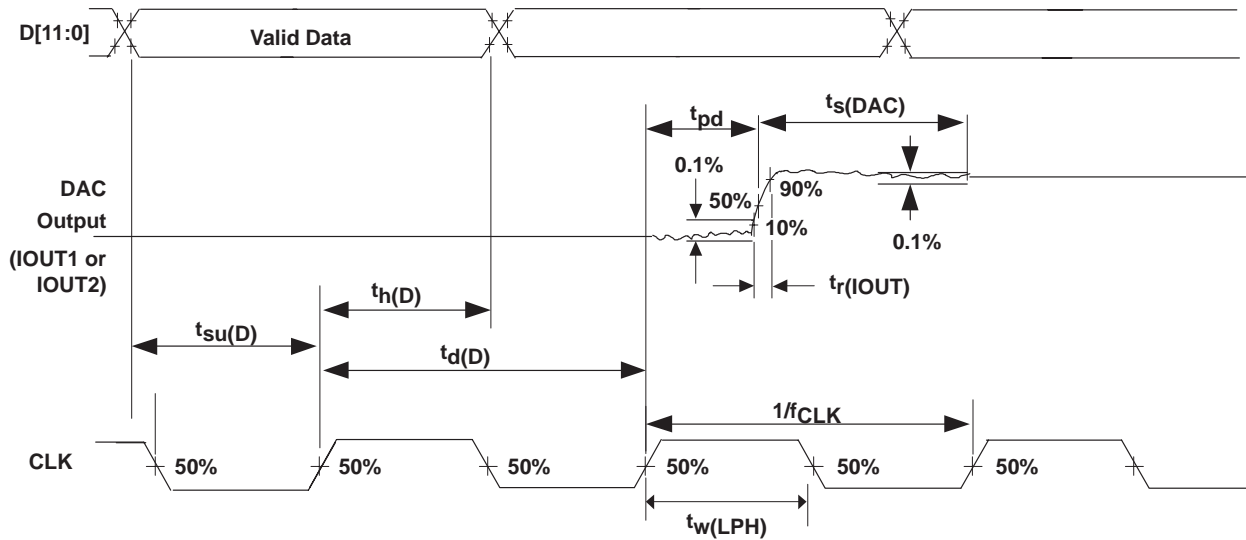 D[11:0]
Valid Data
ts(DAC)
tpd
0.1%
DAC
Output
(IOUT1 or
IOUT2)
50%
90%
10%
0.1%
tr(IOUT)
th(D)
tsu(D)
td(D)
1/fCLK
CLK
50%
50%
50%
50%
50%
50%
tw(LPH)